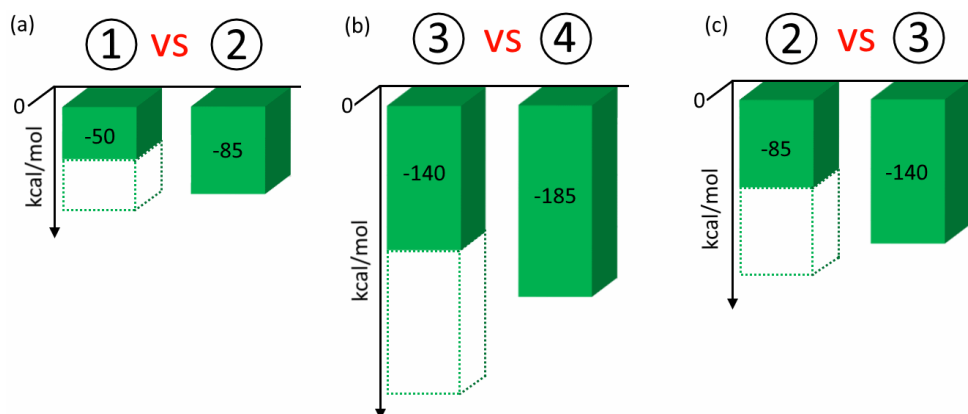 (a)
① vs ②
0
-50
-85
kcal/mol
(b)
③ vs ④
0
-140
-185
kcal/mol
(c)
② vs ③
0
-85
-140
kcal/mol